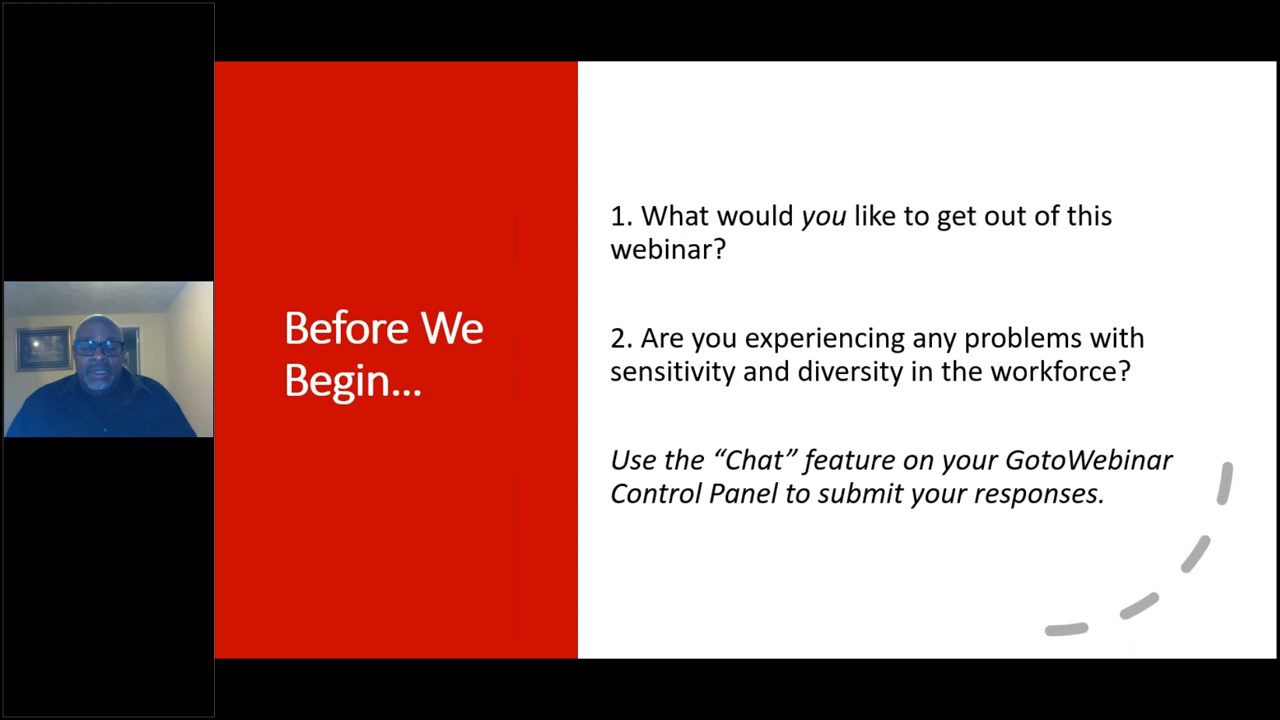 Before We
Begin...
1. What would you like to get out of this
webinar?
2. Are you experiencing any problems with
sensitivity and diversity in the workforce?
Use the “Chat” feature on your GotoWebinar
Control Panel to submit your responses.